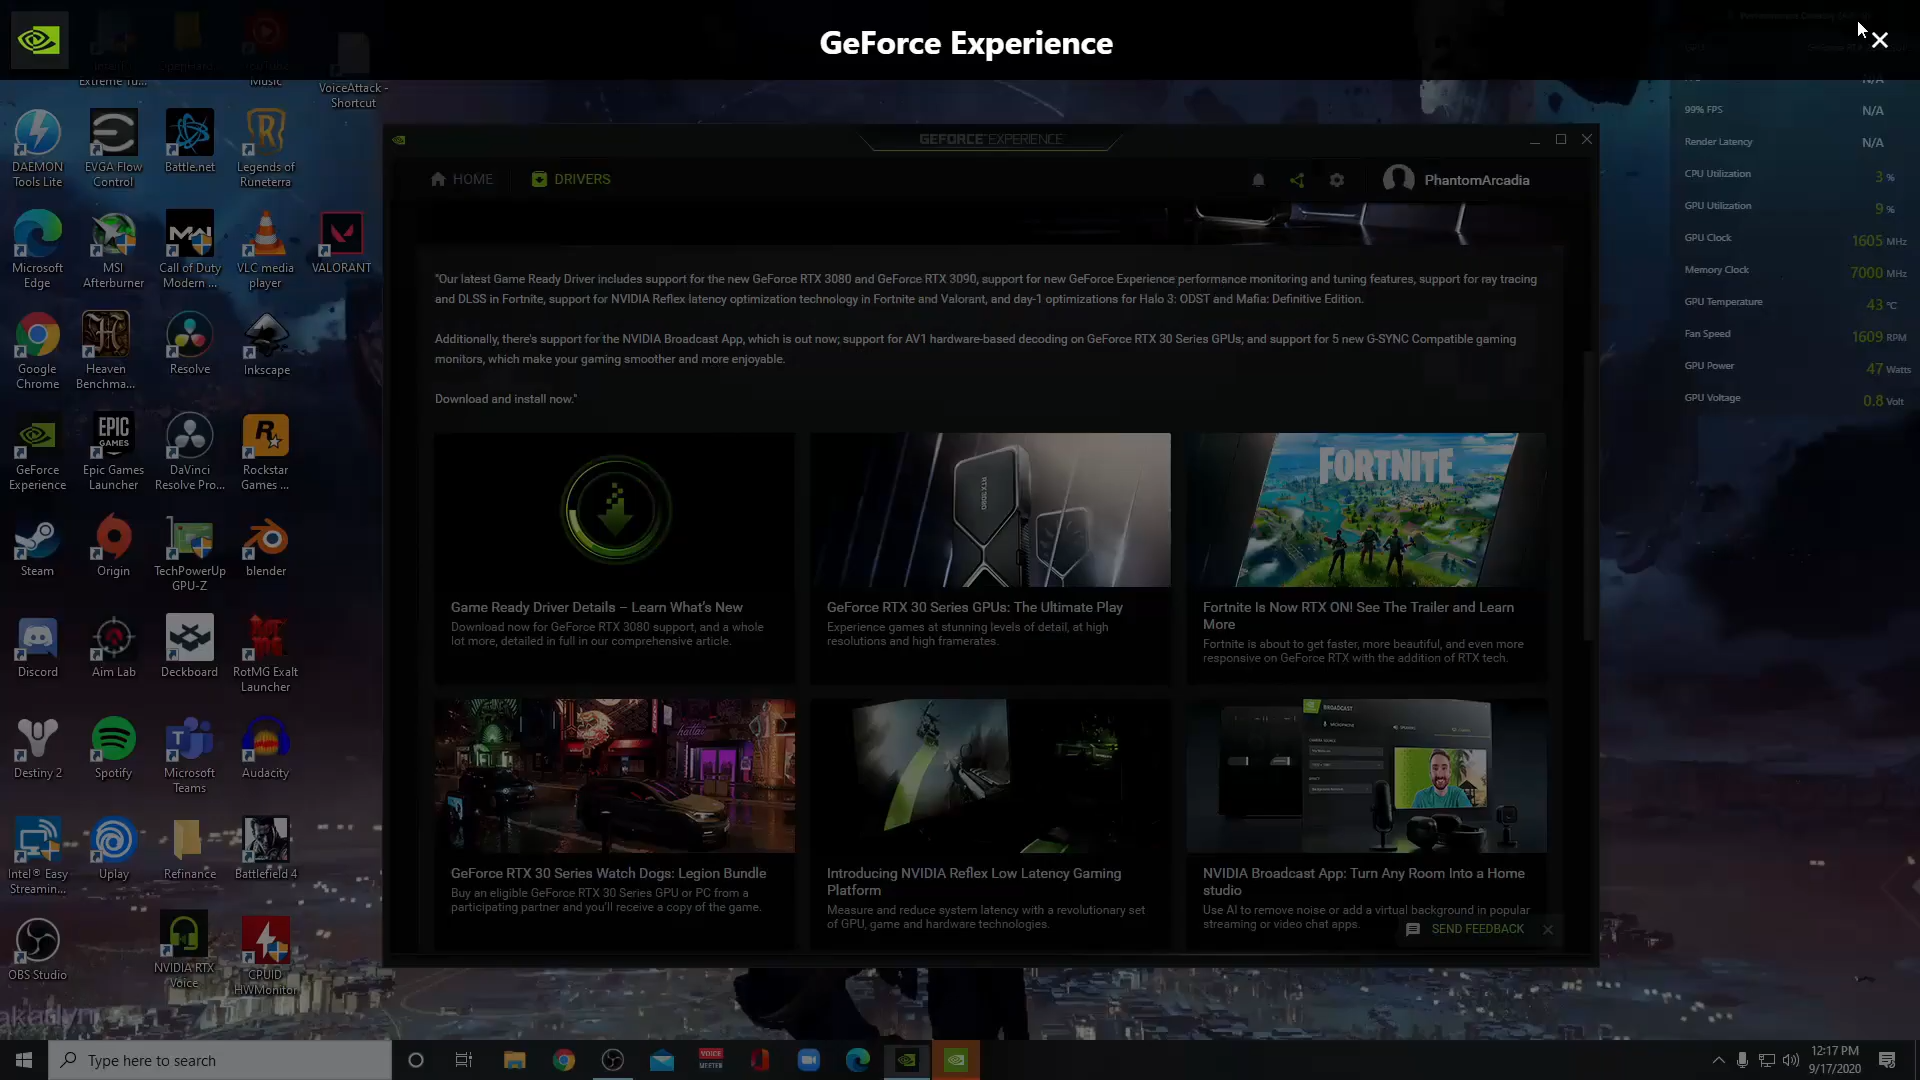 GeForce Experience
Extreme Tu...
Music
VoiceAttack -
Shortcut
DAEMON
Tools Lite
EVGA Flow
Control
Battle.net
Legends of
Runeterra
Microsoft
Edge
MSI
Afterburner
Call of Duty
Modern ...
VLC media
player
VALORANT
Google
Chrome
Heaven
Benchma...
Resolve
Inkscape
GeForce
Experience
EPIC
GAMES
Epic Games
Launcher
DaVinci
Resolve Pro...
Rockstar
Games ...
Steam
Origin
TechPowerUp
GPU-Z
blender
Discord
Aim Lab
Deckboard
RotMG Exalt
Launcher
Destiny 2
Spotify
Microsoft
Teams
Audacity
Intel® Easy
Streamin...
Uplay
Refinance
Battlefield 4
OBS Studio
NVIDIA RTX
Voice
CPUID
HWMonitor
GEFORCE EXPERIENCE
HOME
DRIVERS
PhantomArcadia
"Our latest Game Ready Driver includes support for the new GeForce RTX 3080 and GeForce RTX 3090, support for new GeForce Experience performance monitoring and tuning features, support for ray tracing
and DLSS in Fortnite, support for NVIDIA Reflex latency optimization technology in Fortnite and Valorant, and day-1 optimizations for Halo 3: ODST and Mafia: Definitive Edition.
Additionally, there's support for the NVIDIA Broadcast App, which is out now; support for AV1 hardware-based decoding on GeForce RTX 30 Series GPUs; and support for 5 new G-SYNC Compatible gaming
monitors, which make your gaming smoother and more enjoyable.
Download and install now."
RTX 3080
FORTNITE
Game Ready Driver Details – Learn What's New
Download now for GeForce RTX 3080 support, and a whole
lot more, detailed in full in our comprehensive article.
GeForce RTX 30 Series GPUs: The Ultimate Play
Experience games at stunning levels of detail, at high
resolutions and high framerates.
Fortnite Is Now RTX ON! See The Trailer and Learn
More
Fortnite is about to get faster, more beautiful, and even more
responsive on GeForce RTX with the addition of RTX tech.
BROADCAST
GeForce RTX 30 Series Watch Dogs: Legion Bundle
Buy an eligible GeForce RTX 30 Series GPU or PC from a
participating partner and you'll receive a copy of the game.
Introducing NVIDIA Reflex Low Latency Gaming
Platform
Measure and reduce system latency with a revolutionary set
of GPU, game and hardware technologies.
NVIDIA Broadcast App: Turn Any Room Into a Home
studio
Use AI to remove noise or add a virtual background in popular
streaming or video chat apps.
SEND FEEDBACK
N/A
99% FPS N/A
Render Latency N/A
CPU Utilization 3 %
GPU Utilization 9 %
GPU Clock 1605 MHz
Memory Clock 7000 MHz
GPU Temperature 43 °C
Fan Speed 1609 RPM
GPU Power 47 Watts
GPU Voltage 0.8 Volt
Type here to search
VOICE
MEETER
12:17 PM
9/17/2020